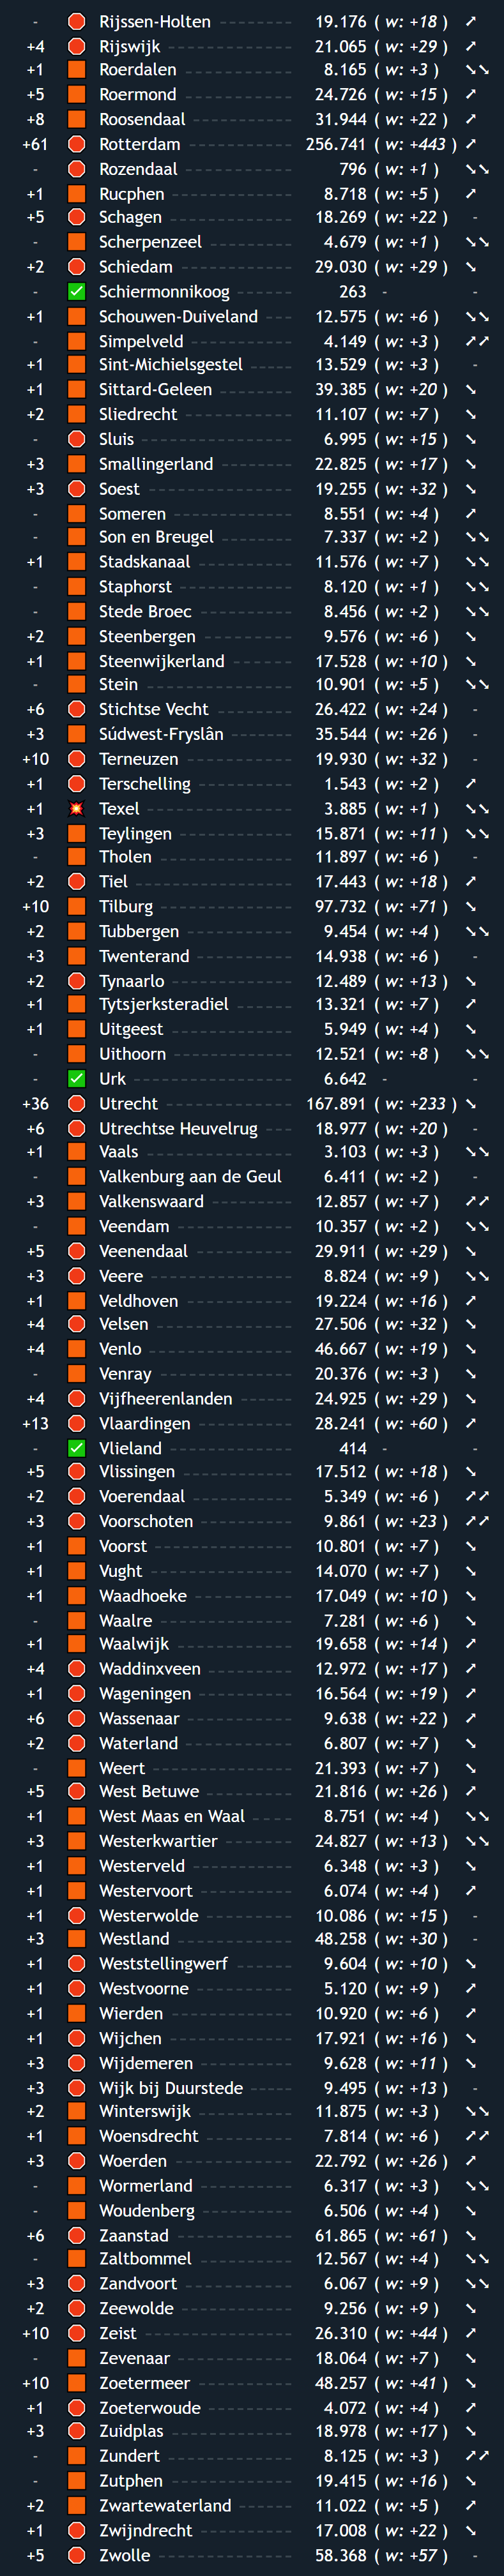 - Rijssen-Holten 19.176 ( w: +18 ) ➚
+4 Rijswijk 21.065 ( w: +29 ) ➚
+1 Roerdalen 8.165 ( w: +3 ) ➘➘
+5 Roermond 24.726 ( w: +15 ) ➚
+8 Roosendaal 31.944 ( w: +22 ) ➚
+61 Rotterdam 256.741 ( w: +443 ) ➚
- Rozendaal 796 ( w: +1 ) ➘➘
+1 Rucphen 8.718 ( w: +5 ) ➚
+5 Schagen 18.269 ( w: +22 ) -
- Scherpenzeel 4.679 ( w: +1 ) ➘➘
+2 Schiedam 29.030 ( w: +29 ) ➘
- Schiermonnikoog 263 - -
+1 Schouwen-Duiveland 12.575 ( w: +6 ) ➘➘
- Simpelveld 4.149 ( w: +3 ) ➚➚
+1 Sint-Michielsgestel 13.529 ( w: +3 ) -
+1 Sittard-Geleen 39.385 ( w: +20 ) ➘
+2 Sliedrecht 11.107 ( w: +7 ) ➘
- Sluis 6.995 ( w: +15 ) ➘
+3 Smallingerland 22.825 ( w: +17 ) ➘
+3 Soest 19.255 ( w: +32 ) ➘
- Someren 8.551 ( w: +4 ) ➚
- Son en Breugel 7.337 ( w: +2 ) ➘➘
+1 Stadskanaal 11.576 ( w: +7 ) ➘➘
- Staphorst 8.120 ( w: +1 ) ➘➘
- Stede Broec 8.456 ( w: +2 ) ➘➘
+2 Steenbergen 9.576 ( w: +6 ) ➘
+1 Steenwijkerland 17.528 ( w: +10 ) ➘
- Stein 10.901 ( w: +5 ) ➘➘
+6 Stichtse Vecht 26.422 ( w: +24 ) -
+3 Súdwest-Fryslân 35.544 ( w: +26 ) -
+10 Terneuzen 19.930 ( w: +32 ) -
+1 Terschelling 1.543 ( w: +2 ) ➚
+1 Texel 3.885 ( w: +1 ) ➘➘
+3 Teylingen 15.871 ( w: +11 ) ➘➘
- Tholen 11.897 ( w: +6 ) -
+2 Tiel 17.443 ( w: +18 ) ➚
+10 Tilburg 97.732 ( w: +71 ) ➘
+2 Tubbergen 9.454 ( w: +4 ) ➘➘
+3 Twenterand 14.938 ( w: +6 ) -
+2 Tynaarlo 12.489 ( w: +13 ) ➘
+1 Tytsjerksteradiel 13.321 ( w: +7 ) ➚
+1 Uitgeest 5.949 ( w: +4 ) ➘
- Uithoorn 12.521 ( w: +8 ) ➘➘
- Urk 6.642 - -
+36 Utrecht 167.891 ( w: +233 ) ➘
+6 Utrechtse Heuvelrug 18.977 ( w: +20 ) -
+1 Vaals 3.103 ( w: +3 ) ➘➘
- Valkenburg aan de Geul 6.411 ( w: +2 ) -
+3 Valkenswaard 12.857 ( w: +7 ) ➚➚
- Veendam 10.357 ( w: +2 ) ➘➘
+5 Veenendaal 29.911 ( w: +29 ) ➘
+3 Veere 8.824 ( w: +9 ) ➘➘
+1 Veldhoven 19.224 ( w: +16 ) ➚
+4 Velsen 27.506 ( w: +32 ) ➘
+4 Venlo 46.667 ( w: +19 ) ➘
- Venray 20.376 ( w: +3 ) ➘
+4 Vijfheerenlanden 24.925 ( w: +29 ) ➘
+13 Vlaardingen 28.241 ( w: +60 ) ➚
- Vlieland 414 - -
+5 Vlissingen 17.512 ( w: +18 ) ➘
+2 Voerendaal 5.349 ( w: +6 ) ➚➚
+3 Voorschoten 9.861 ( w: +23 ) ➚➚
+1 Voorst 10.801 ( w: +7 ) ➘
+1 Vught 14.070 ( w: +7 ) ➘
+1 Waadhoeke 17.049 ( w: +10 ) ➘
- Waalre 7.281 ( w: +6 ) ➘
+1 Waalwijk 19.658 ( w: +14 ) ➚
+4 Waddinxveen 12.972 ( w: +17 ) ➚
+1 Wageningen 16.564 ( w: +19 ) ➚
+6 Wassenaar 9.638 ( w: +22 ) ➚
+2 Waterland 6.807 ( w: +7 ) ➘
- Weert 21.393 ( w: +7 ) ➘
+5 West Betuwe 21.816 ( w: +26 ) ➚
+1 West Maas en Waal 8.751 ( w: +4 ) ➘➘
+3 Westerkwartier 24.827 ( w: +13 ) ➘➘
+1 Westerveld 6.348 ( w: +3 ) ➘
+1 Westervoort 6.074 ( w: +4 ) ➚
+1 Westerwolde 10.086 ( w: +15 ) -
+3 Westland 48.258 ( w: +30 ) -
+1 Weststellingwerf 9.604 ( w: +10 ) ➘
+1 Westvoorne 5.120 ( w: +9 ) ➚
+1 Wierden 10.920 ( w: +6 ) ➚
+1 Wijchen 17.921 ( w: +16 ) ➘
+3 Wijdemeren 9.628 ( w: +11 ) ➘
+3 Wijk bij Duurstede 9.495 ( w: +13 ) -
+2 Winterswijk 11.875 ( w: +3 ) ➘➘
+1 Woensdrecht 7.814 ( w: +6 ) ➚➚
+3 Woerden 22.792 ( w: +26 ) ➚
- Wormerland 6.317 ( w: +3 ) ➘➘
- Woudenberg 6.506 ( w: +4 ) ➘
+6 Zaanstad 61.865 ( w: +61 ) ➘
- Zaltbommel 12.567 ( w: +4 ) ➘➘
+3 Zandvoort 6.067 ( w: +9 ) ➘➘
+2 Zeewolde 9.256 ( w: +9 ) ➘
+10 Zeist 26.310 ( w: +44 ) ➚
- Zevenaar 18.064 ( w: +7 ) ➘
+10 Zoetermeer 48.257 ( w: +41 ) ➘
+1 Zoeterwoude 4.072 ( w: +4 ) ➚
+3 Zuidplas 18.978 ( w: +17 ) ➘
- Zundert 8.125 ( w: +3 ) ➚➚
- Zutphen 19.415 ( w: +16 ) ➘
+2 Zwartewaterland 11.022 ( w: +5 ) ➚
+1 Zwijndrecht 17.008 ( w: +22 ) ➘
+5 Zwolle 58.368 ( w: +57 ) -